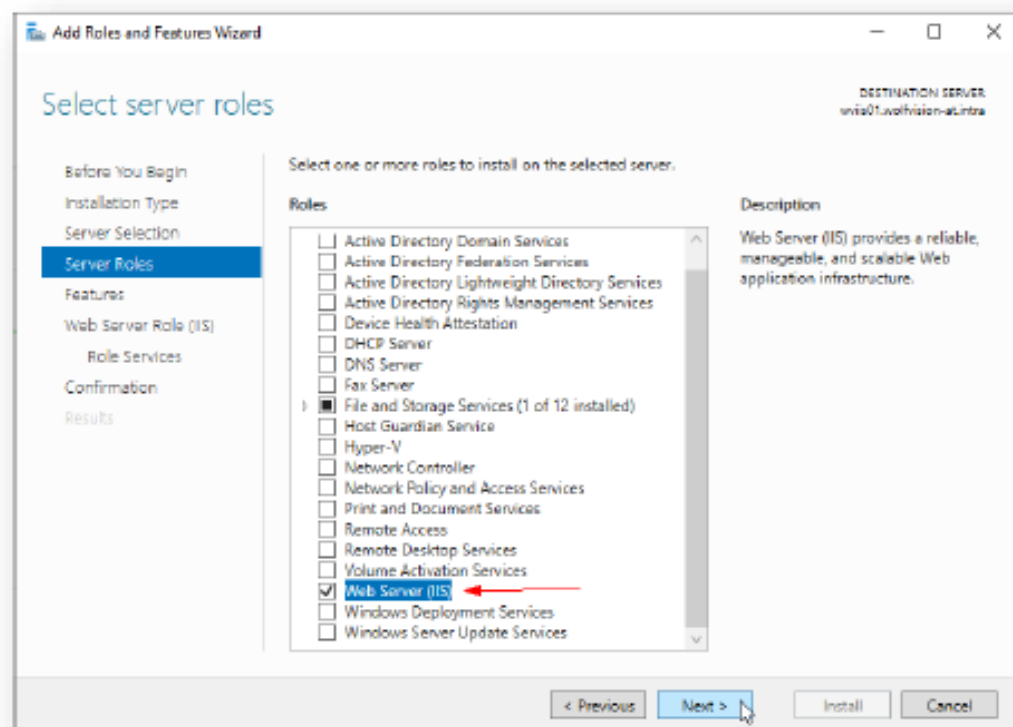 Add Roles and Features Wizard
Select server roles
DESTINATION SERVER
wviis01.wolfvision-at.intra
Before You Begin
Installation Type
Server Selection
Server Roles
Features
Web Server Role (IIS)
Role Services
Confirmation
Results
Select one or more roles to install on the selected server.
Roles
Active Directory Domain Services
Active Directory Federation Services
Active Directory Lightweight Directory Services
Active Directory Rights Management Services
Device Health Attestation
DHCP Server
DNS Server
Fax Server
File and Storage Services (1 of 12 installed)
Host Guardian Service
Hyper-V
Network Controller
Network Policy and Access Services
Print and Document Services
Remote Access
Remote Desktop Services
Volume Activation Services
Web Server (IIS)
Windows Deployment Services
Windows Server Update Services
Description
Web Server (IIS) provides a reliable,
manageable, and scalable Web
application infrastructure.
< Previous
Next >
Install
Cancel